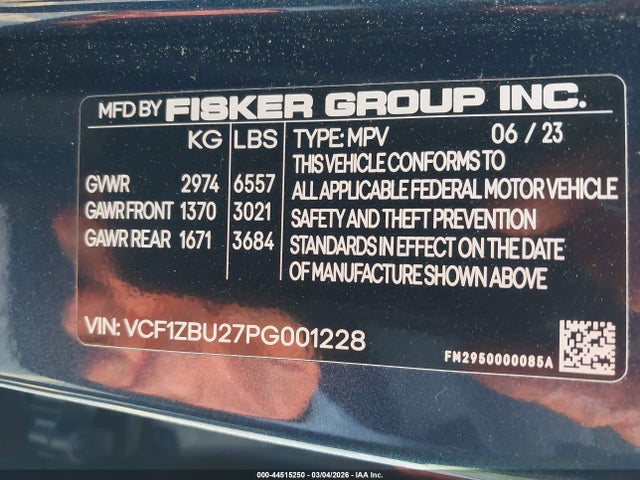 MFD BY FISKER GROUP INC.
KG LBS TYPE: MPV 06 / 23
THIS VEHICLE CONFORMS TO
GVWR 2974 6557 ALL APPLICABLE FEDERAL MOTOR VEHICLE
GAWR FRONT 1370 3021 SAFETY AND THEFT PREVENTION
GAWR REAR 1671 3684 STANDARDS IN EFFECT ON THE DATE
OF MANUFACTURE SHOWN ABOVE
VIN: VCF1ZBU27PG001228
FM2950000085A
000-44515250 - 03/04/2026 - IAA Inc.